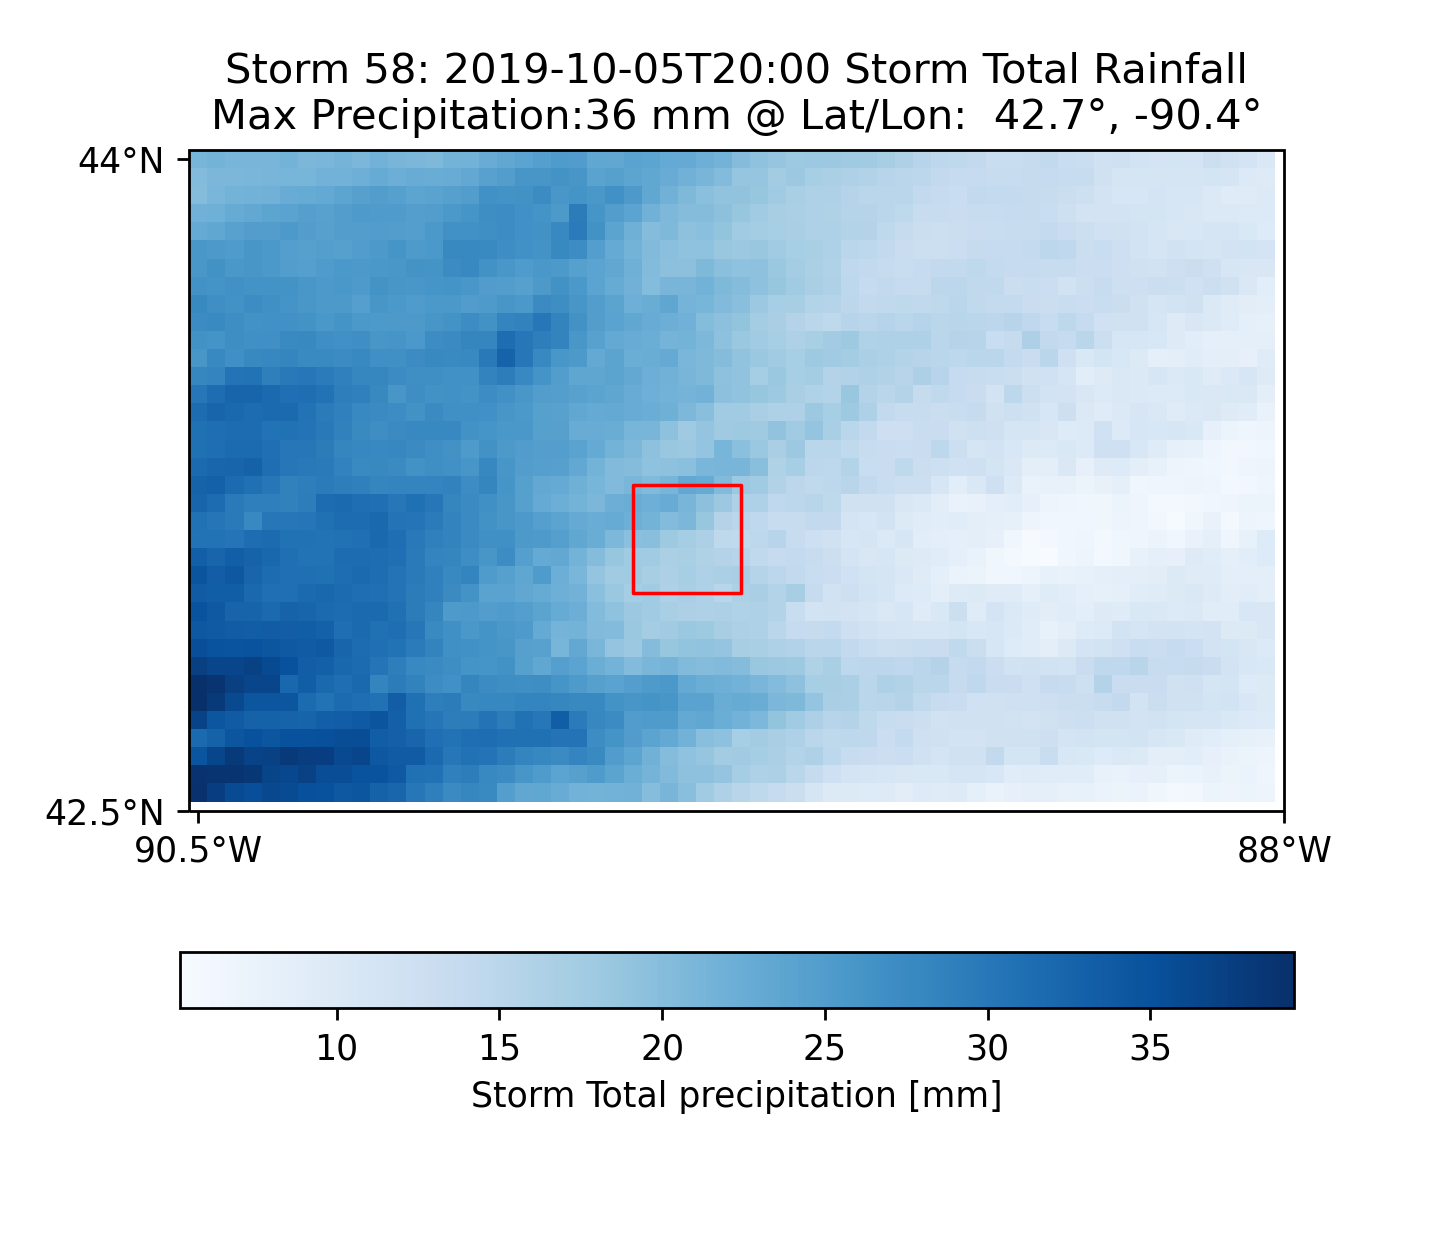 Storm 58: 2019-10-05T20:00 Storm Total Rainfall
Max Precipitation:36 mm @ Lat/Lon:  42.7°, -90.4°
44°N
42.5°N
90.5°W 88°W
10 15 20 25 30 35
Storm Total precipitation [mm]